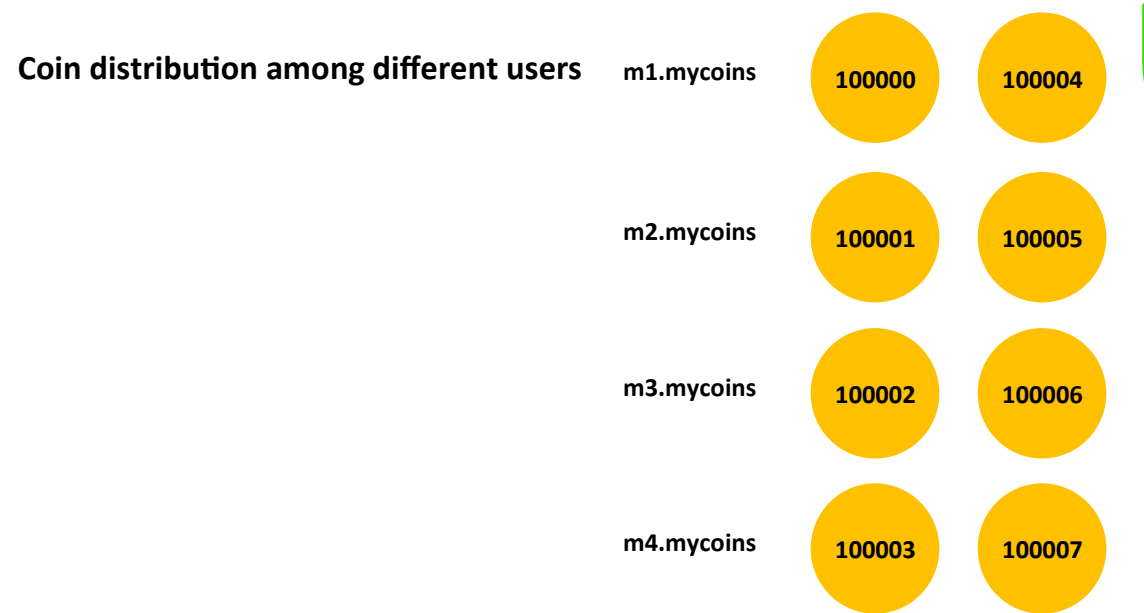 Coin distribution among different users
m1.mycoins 100000 100004
m2.mycoins 100001 100005
m3.mycoins 100002 100006
m4.mycoins 100003 100007